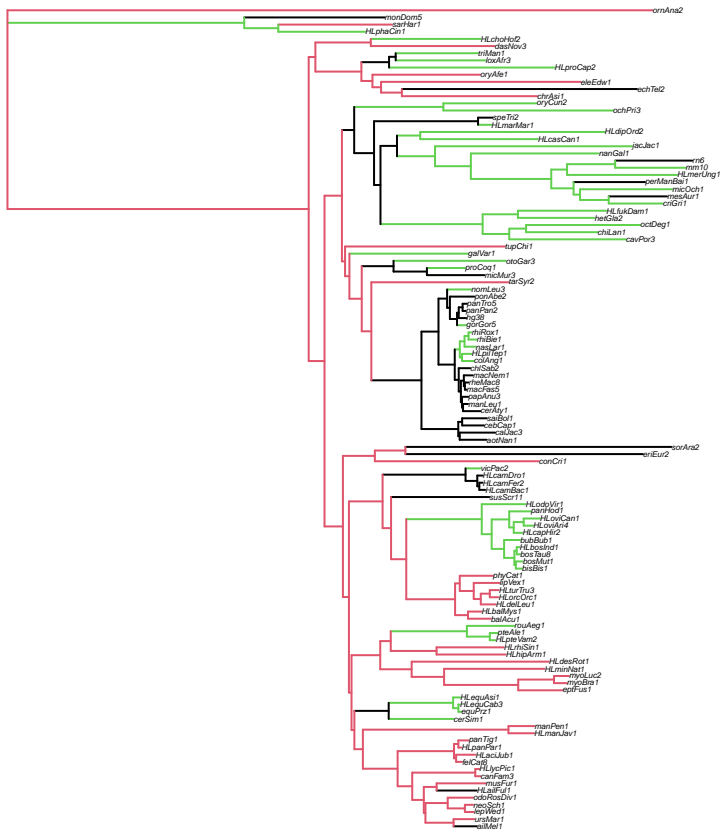 ornAna2
monDom5
sarHar1
HLphaCin1
HLchoHof2
dasNov3
triMan1
loxAfr3
HLproCap2
oryAfe1
eleEdw1
echTel2
chrAsi1
oryCun2
ochPri3
speTri2
HLmarMar1
HLdipOrd2
HLcasCan1
jacJac1
nanGal1
rn6
mm10
HLmerUng1
perManBai1
micOch1
mesAur1
criGri1
HLfukDam1
hetGla2
octDeg1
chiLan1
cavPor3
tupChi1
galVar1
otoGar3
proCoq1
micMur3
tarSyr2
nomLeu3
ponAbe2
panTro5
panPan2
hg38
gorGor5
rhiRox1
rhiBie1
nasLar1
HLpilTep1
colAng1
chlSab2
macNem1
rheMac8
macFas5
papAnu3
manLeu1
cerAty1
saiBol1
cebCap1
calJac3
aotNan1
sorAra2
eriEur2
conCri1
vicPac2
HLcamDro1
HLcamFer2
HLcamBac1
susScr11
HLodoVir1
panHod1
HLoviCan1
HLoviAri4
HLcapHir2
bubBub1
HLbosInd1
bosTau8
bosMut1
bisBis1
phyCat1
lipVex1
HLturTru3
HLorcOrc1
HLdelLeu1
HLbalMys1
balAcu1
rouAeg1
pteAle1
HLpteVam2
HLrhiSin1
HLhipArm1
HLdesRot1
HLminNat1
myoLuc2
myoBra1
eptFus1
HLequAsi1
HLequCab3
equPrz1
cerSim1
manPen1
HLmanJav1
panTig1
HLpanPar1
HLaciJub1
felCat8
HLlycPic1
canFam3
musFur1
HLailFul1
odoRosDiv1
neoSch1
lepWed1
ursMar1
ailMel1